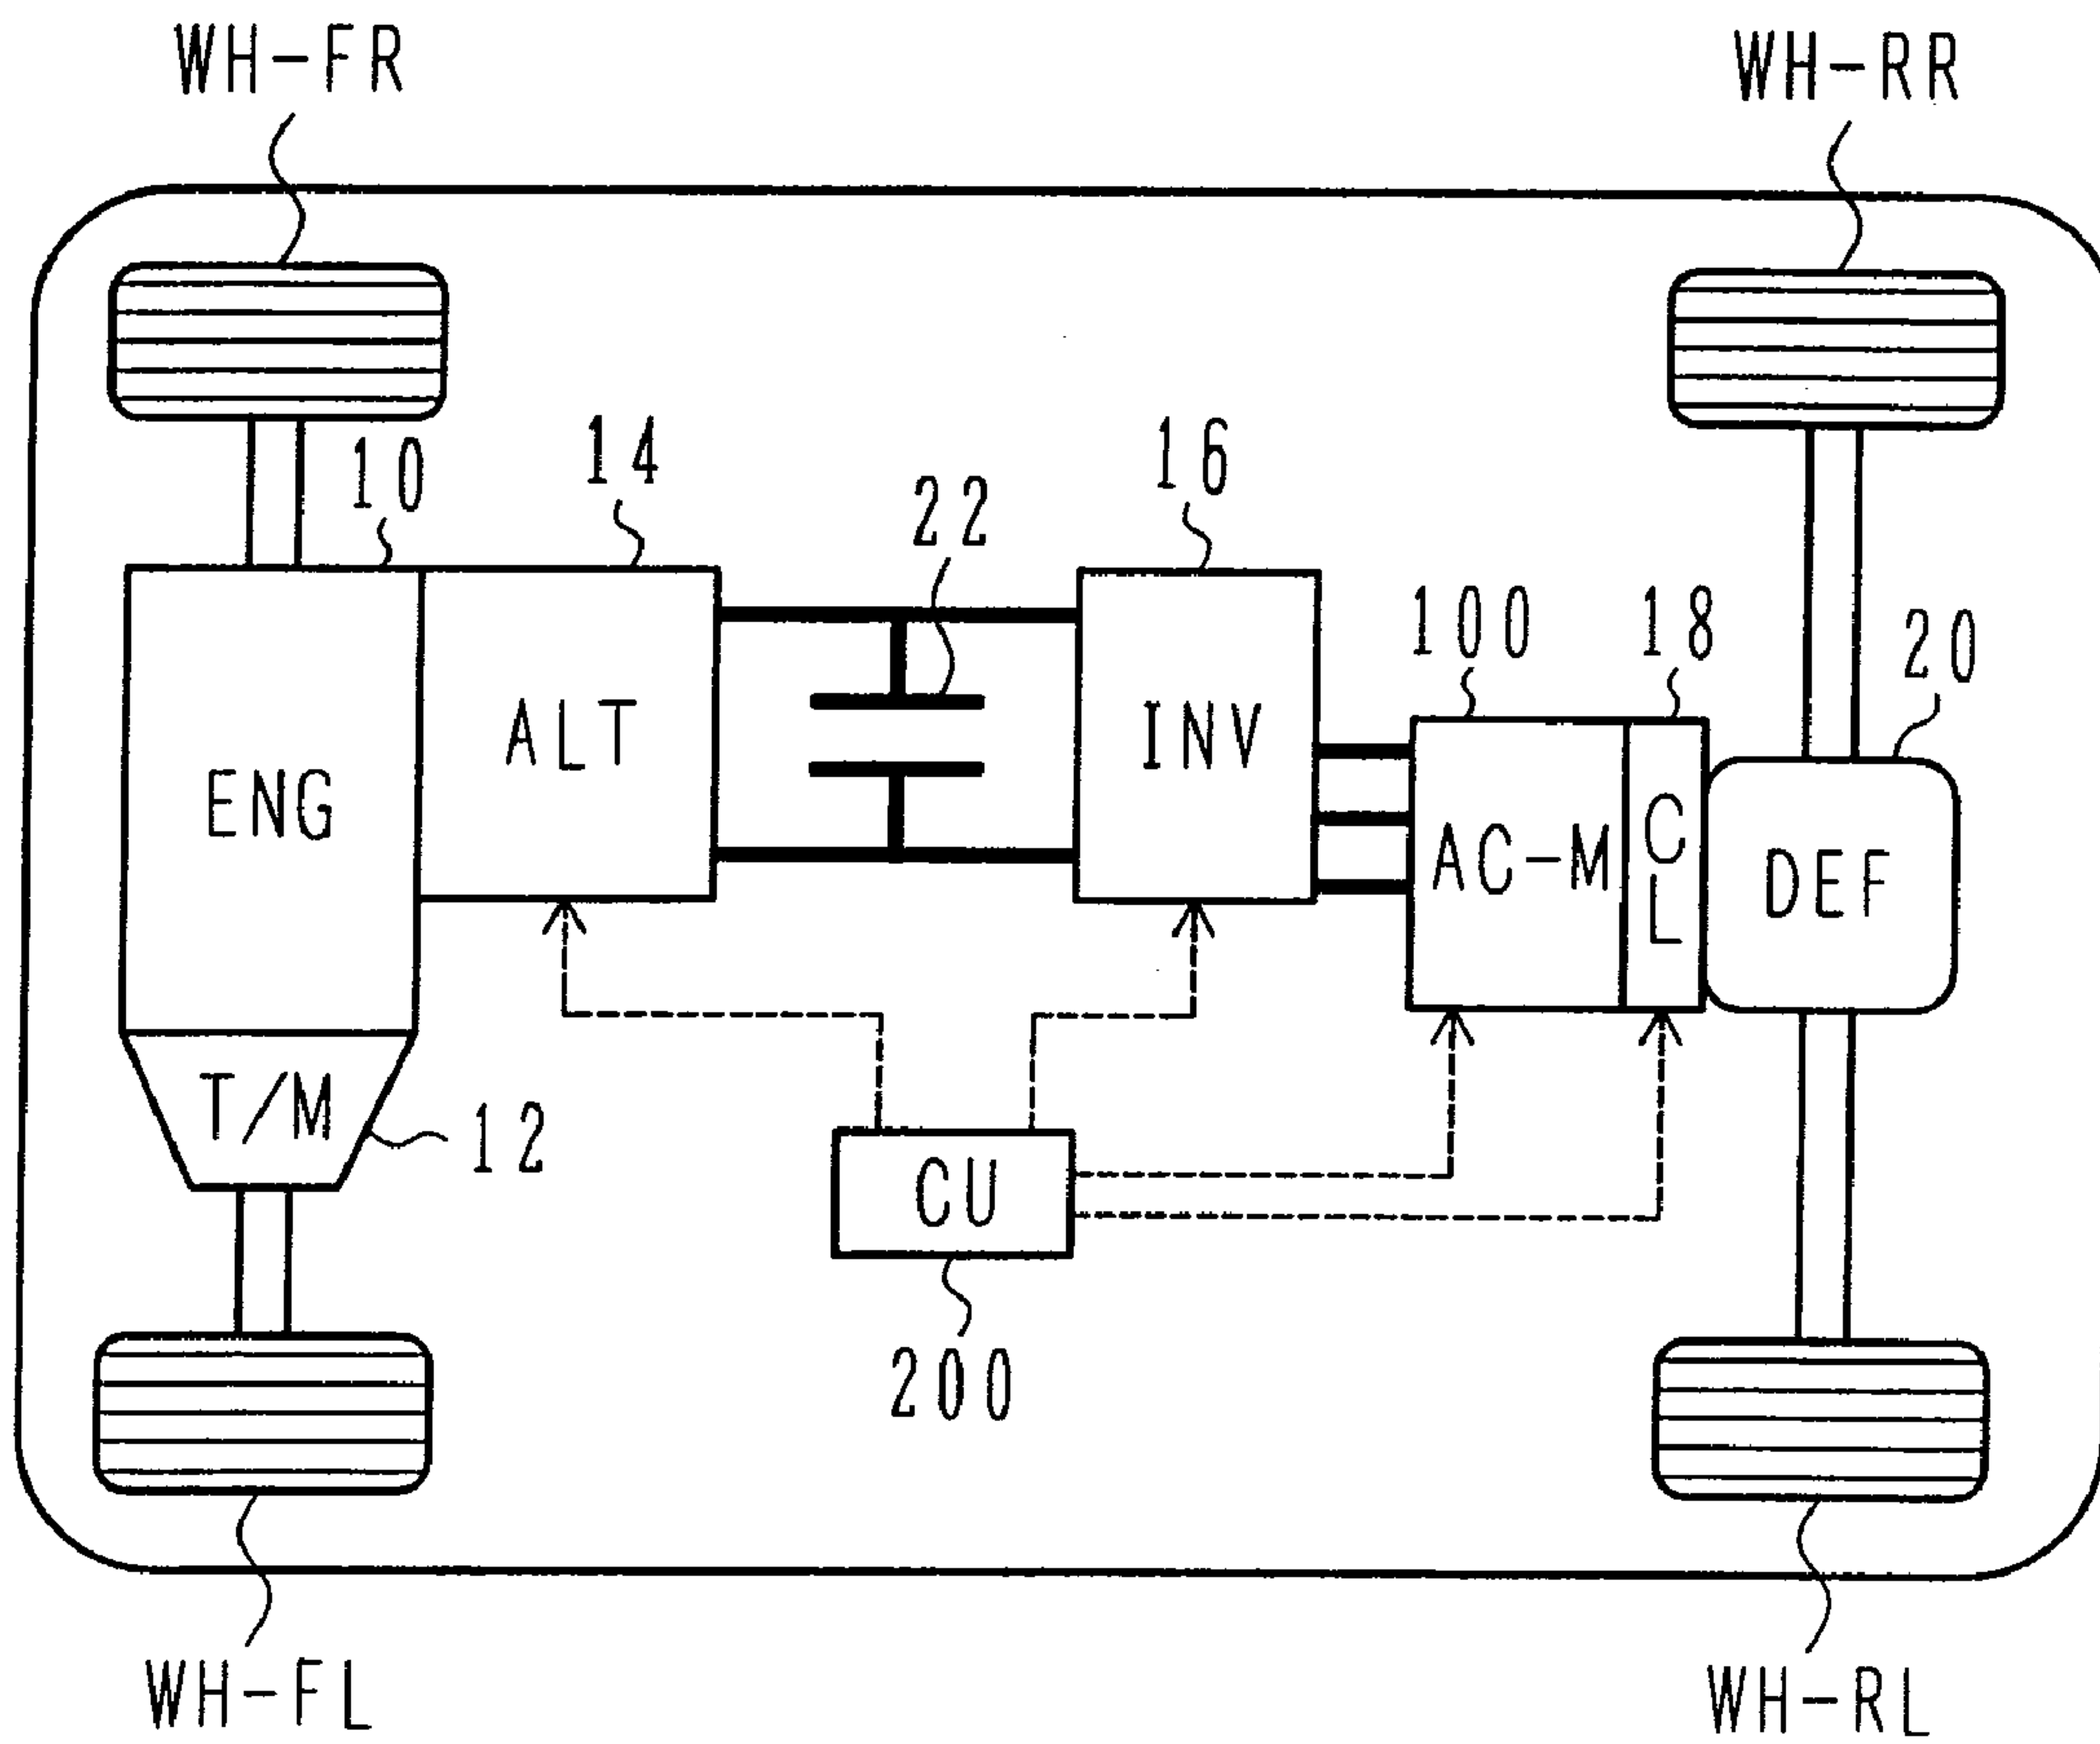 WH-FR
WH-RR
10
14
22
16
100
18
20
ENG
ALT
INV
AC-M
CL
DEF
T/M
12
CU
200
WH-FL
WH-RL